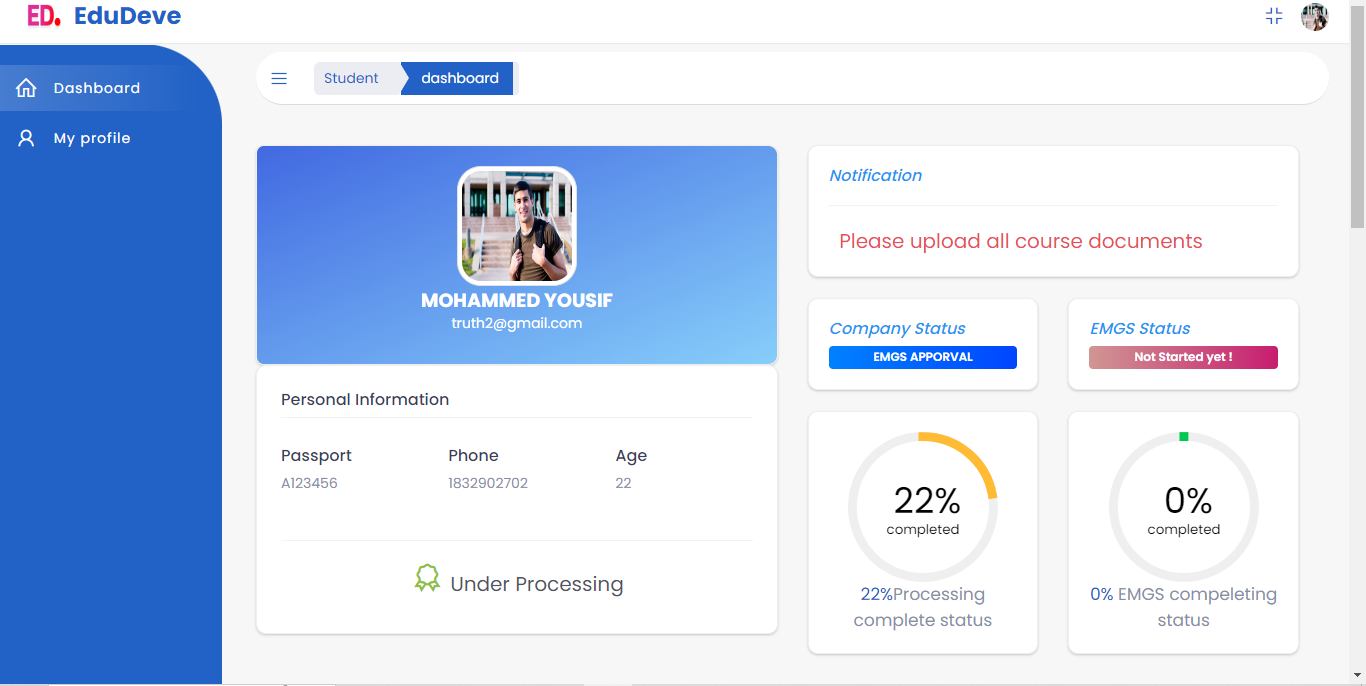 ED. EduDeve
Dashboard
My profile
Student
dashboard
MOHAMMED YOUSIF
truth2@gmail.com
Personal Information
Passport Phone Age
A123456 1832902702 22
Under Processing
Notification
Please upload all course documents
Company Status
EMGS APPORVAL
EMGS Status
Not Started yet !
22%
completed
22%Processing
complete status
0%
completed
0% EMGS compeleting
status